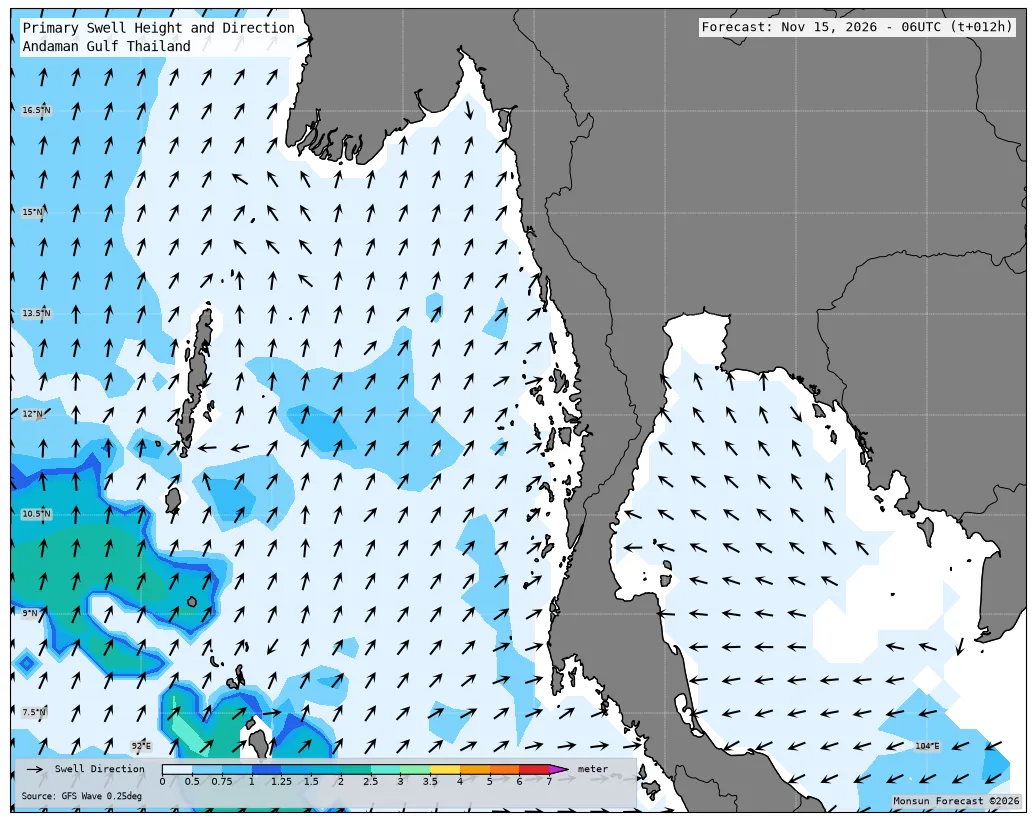 Primary Swell Height and Direction
Andaman Gulf Thailand
Forecast: Nov 15, 2026 - 06UTC (t+012h)
16.5°N
15°N
13.5°N
12°N
10.5°N
9°N
7.5°N
92°E
104°E
Swell Direction
0 0.5 0.75 1 1.25 1.5 2 2.5 3 3.5 4 5 6 7 meter
Source: GFS Wave 0.25deg
Monsun Forecast ©2026